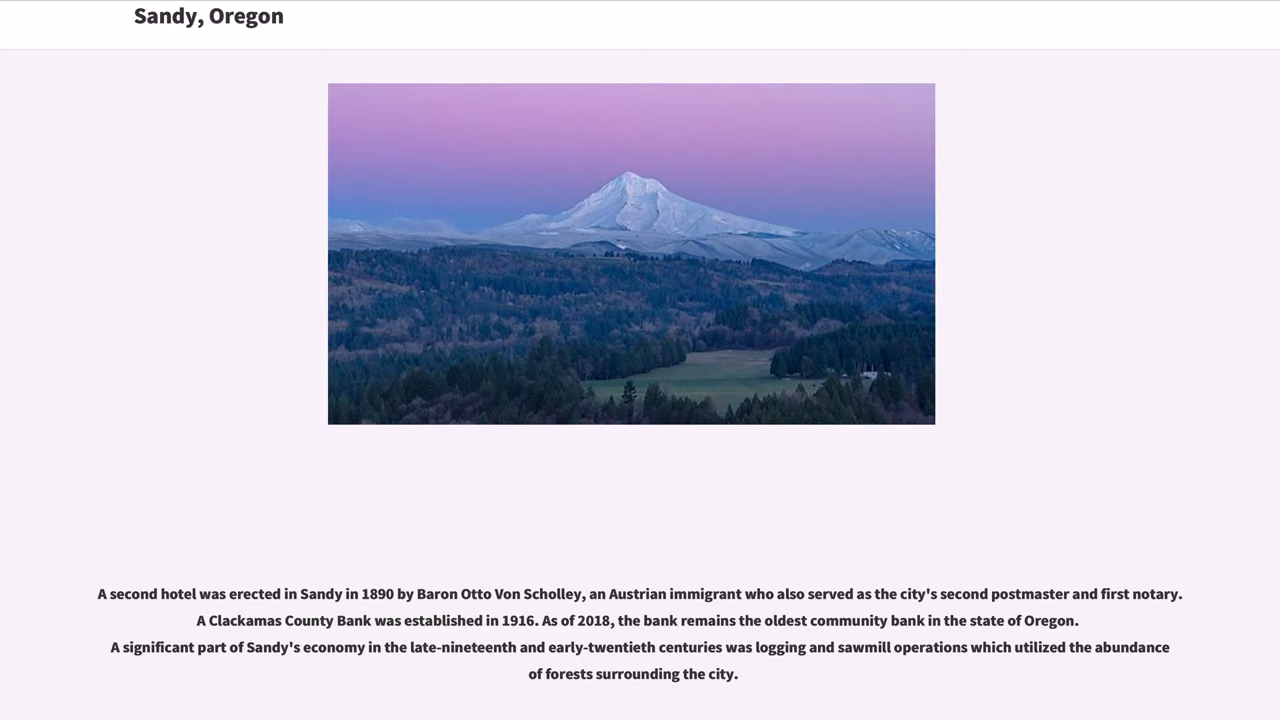 Sandy, Oregon
A second hotel was erected in Sandy in 1890 by Baron Otto Von Scholley, an Austrian immigrant who also served as the city's second postmaster and first notary.
A Clackamas County Bank was established in 1916. As of 2018, the bank remains the oldest community bank in the state of Oregon.
A significant part of Sandy's economy in the late-nineteenth and early-twentieth centuries was logging and sawmill operations which utilized the abundance
of forests surrounding the city.